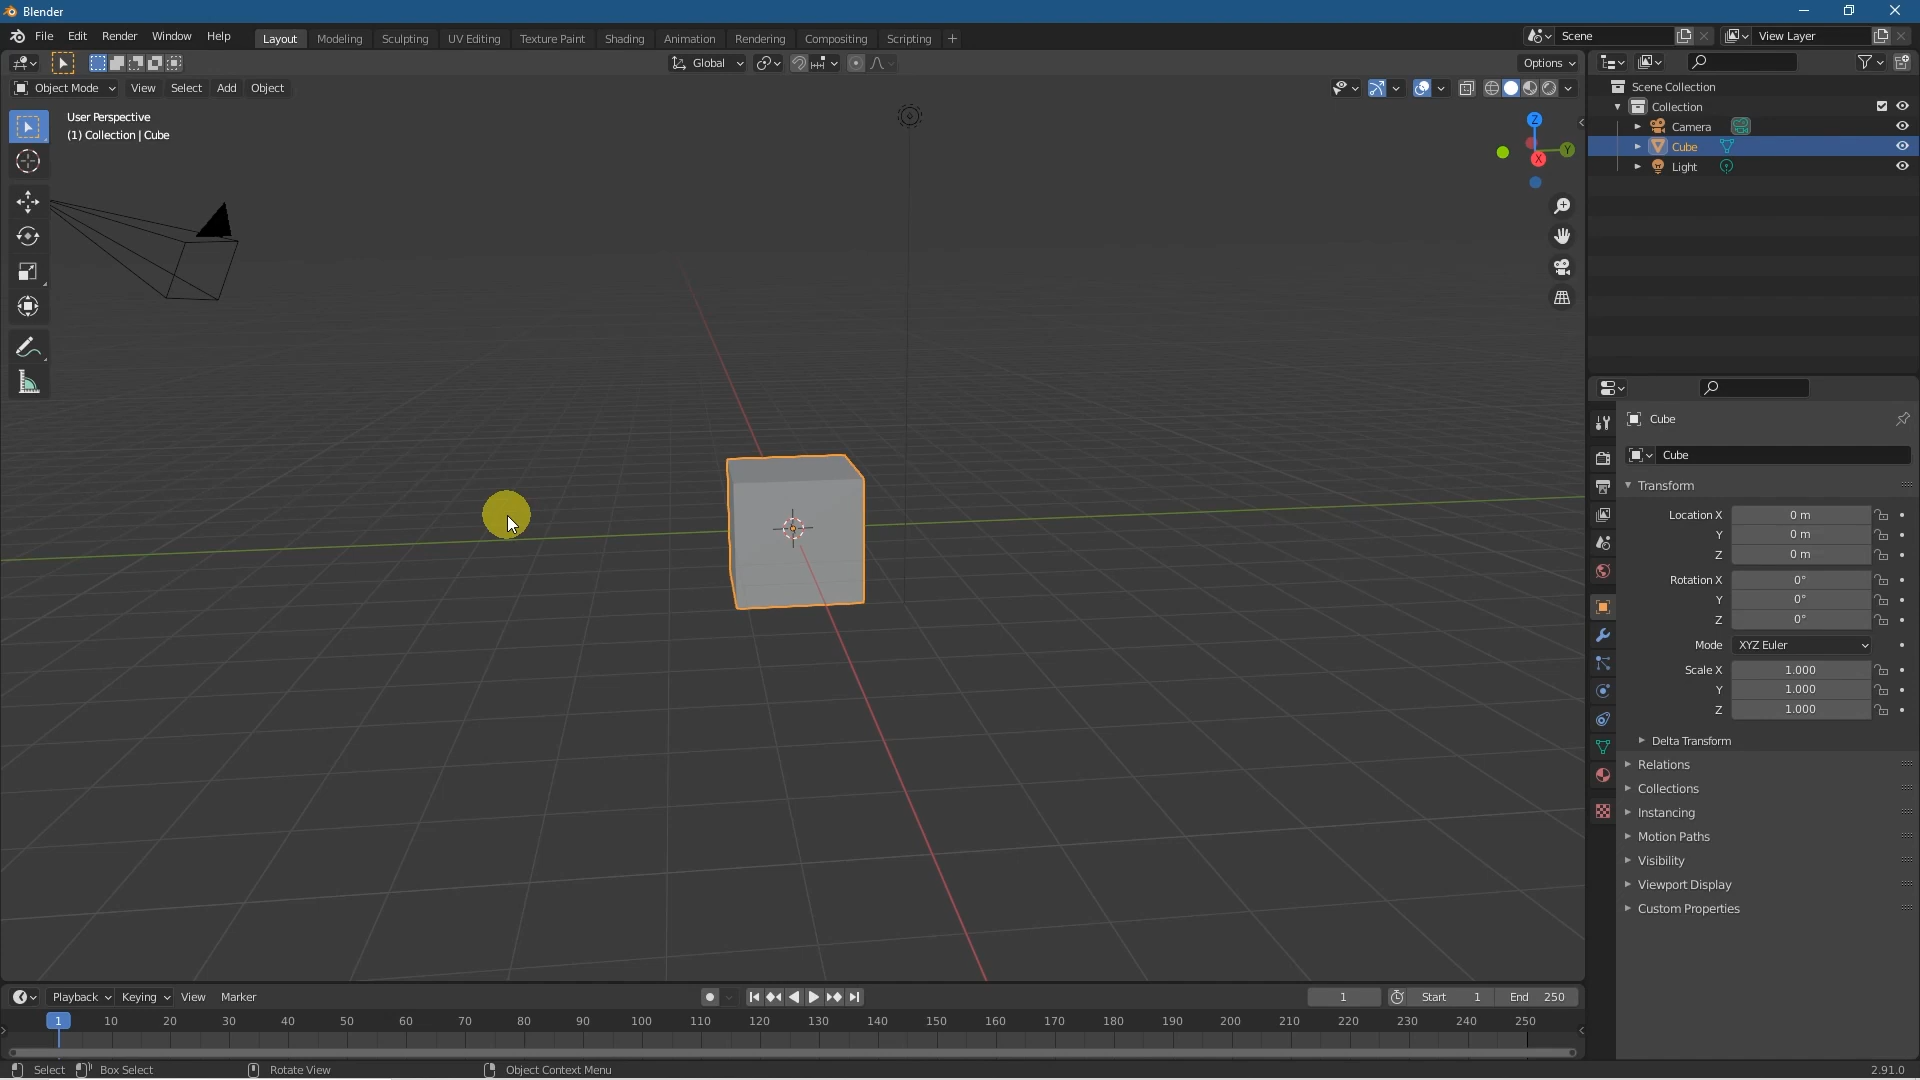 Blender
File Edit Render Window Help Layout Modeling Sculpting UV Editing Texture Paint Shading Animation Rendering Compositing Scripting + Scene View Layer
Global Options
Object Mode View Select Add Object
User Perspective
(1) Collection | Cube
Z
Y
X
Scene Collection
Collection
Camera
Cube
Light
Cube
Cube
Transform
Location X 0 m
Y 0 m
Z 0 m
Rotation X 0°
Y 0°
Z 0°
Mode XYZ Euler
Scale X 1.000
Y 1.000
Z 1.000
Delta Transform
Relations
Collections
Instancing
Motion Paths
Visibility
Viewport Display
Custom Properties
Playback Keying View Marker 1 Start 1 End 250
1 10 20 30 40 50 60 70 80 90 100 110 120 130 140 150 160 170 180 190 200 210 220 230 240 250
Select Box Select Rotate View Object Context Menu 2.91.0